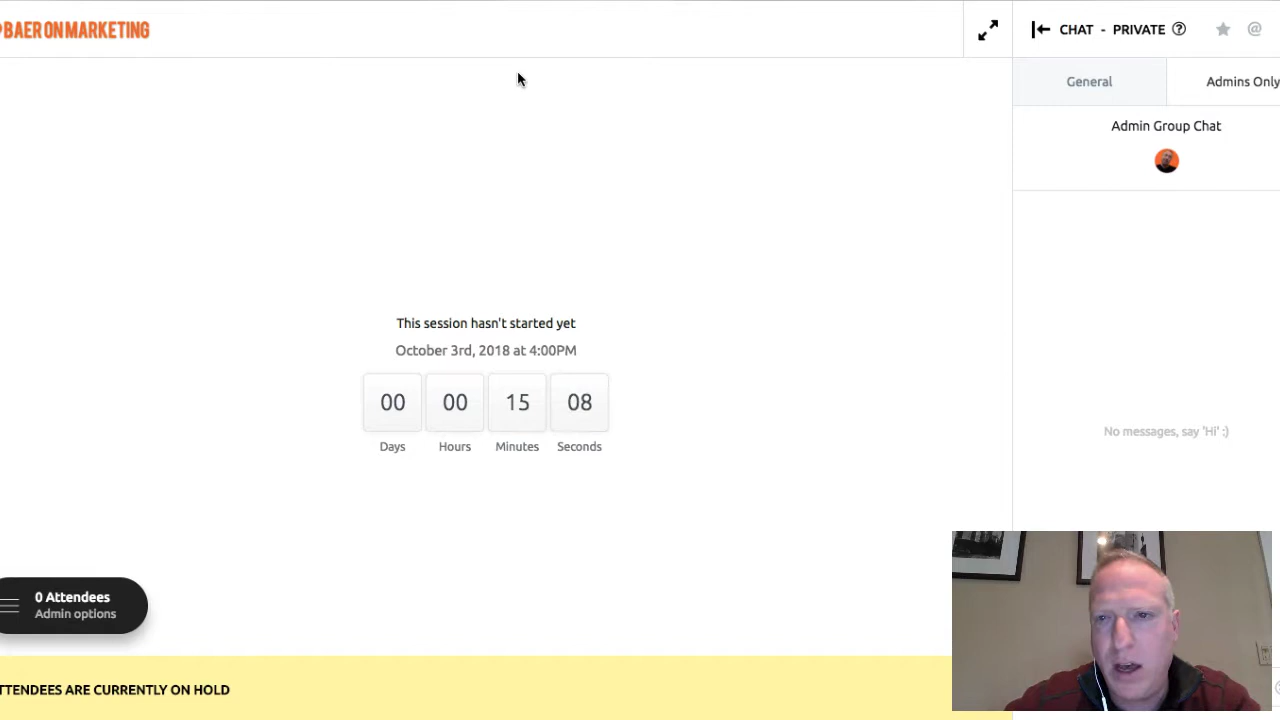 BAER ON MARKETING
CHAT - PRIVATE ? @
General
Admins Only
Admin Group Chat
This session hasn't started yet
October 3rd, 2018 at 4:00PM
00 00 15 08
Days Hours Minutes Seconds
No messages, say 'Hi' :)
0 Attendees
Admin options
TTENDEES ARE CURRENTLY ON HOLD